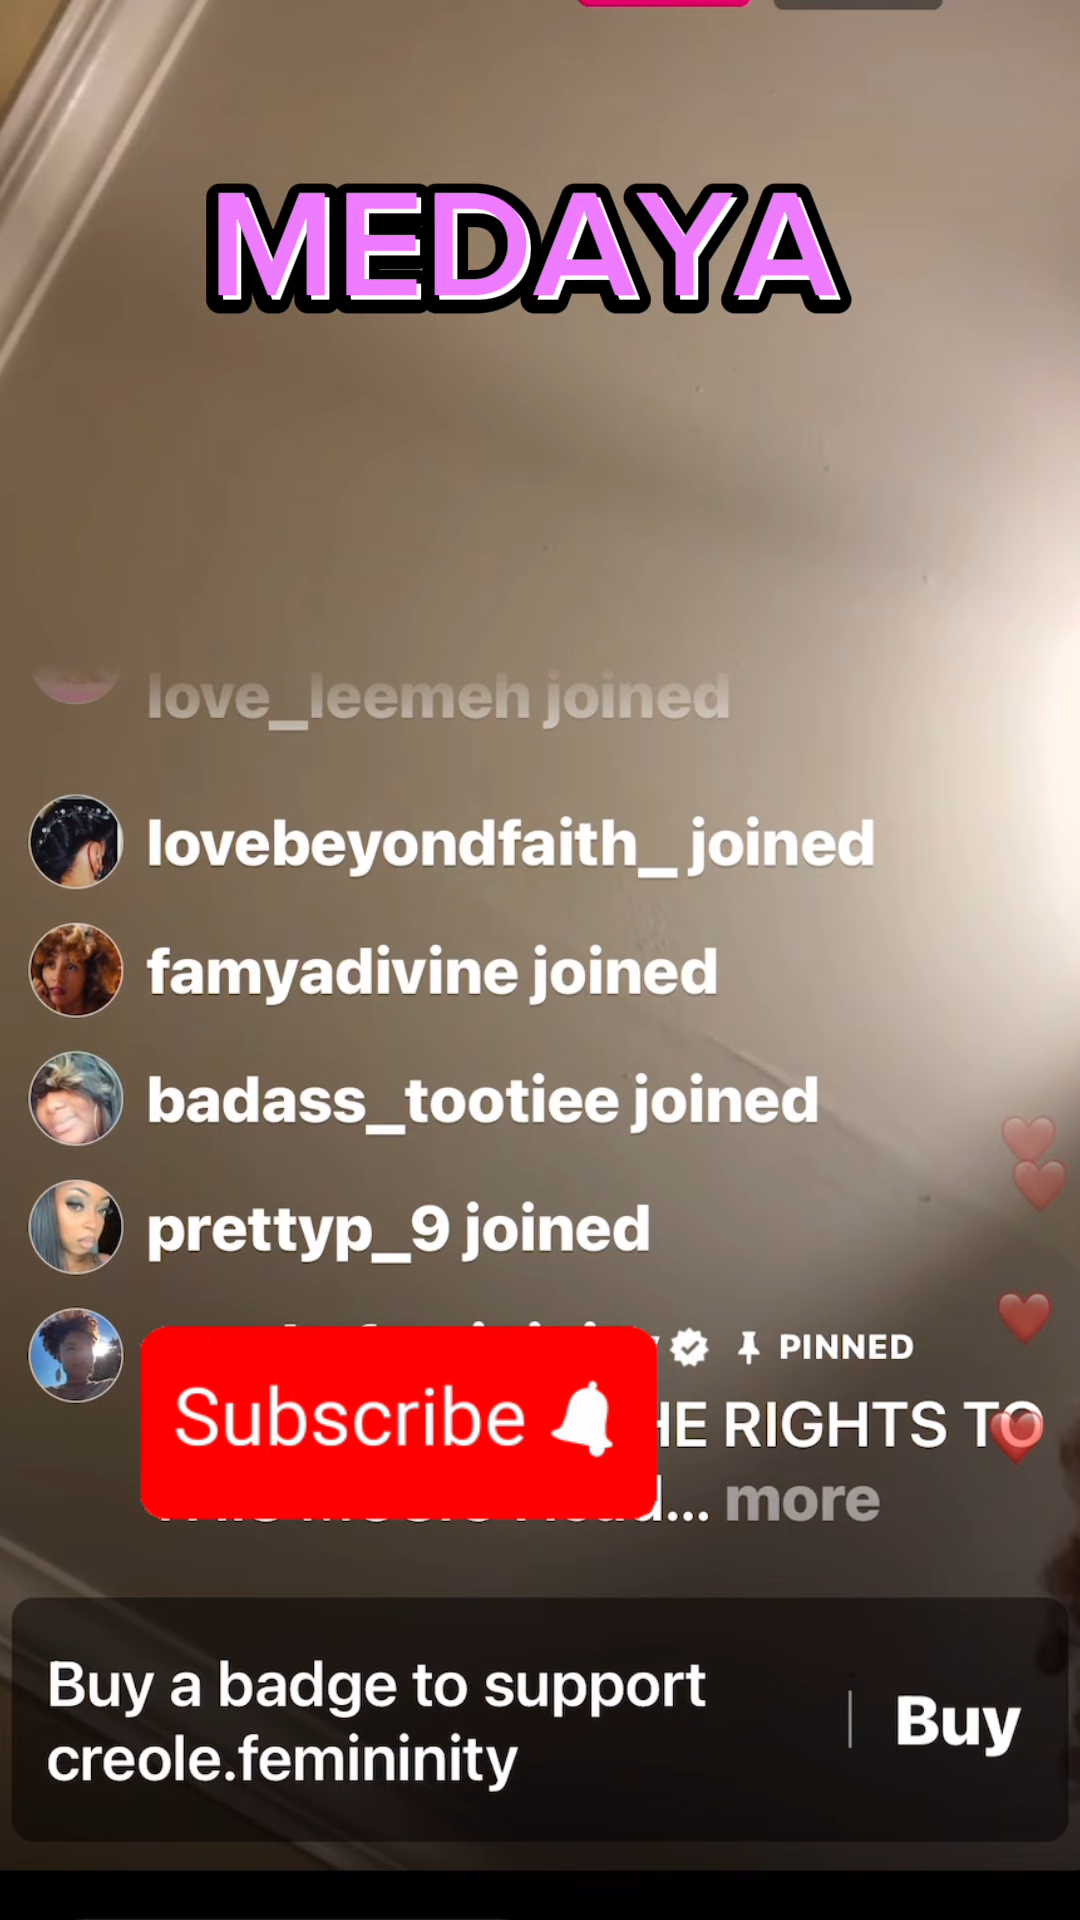 MEDAYA
love_leemeh joined
lovebeyondfaith_ joined
famyadivine joined
badass_tootiee joined
prettyp_9 joined
PINNED
Subscribe
RIGHTS TO
... more
Buy a badge to support
creole.femininity
Buy